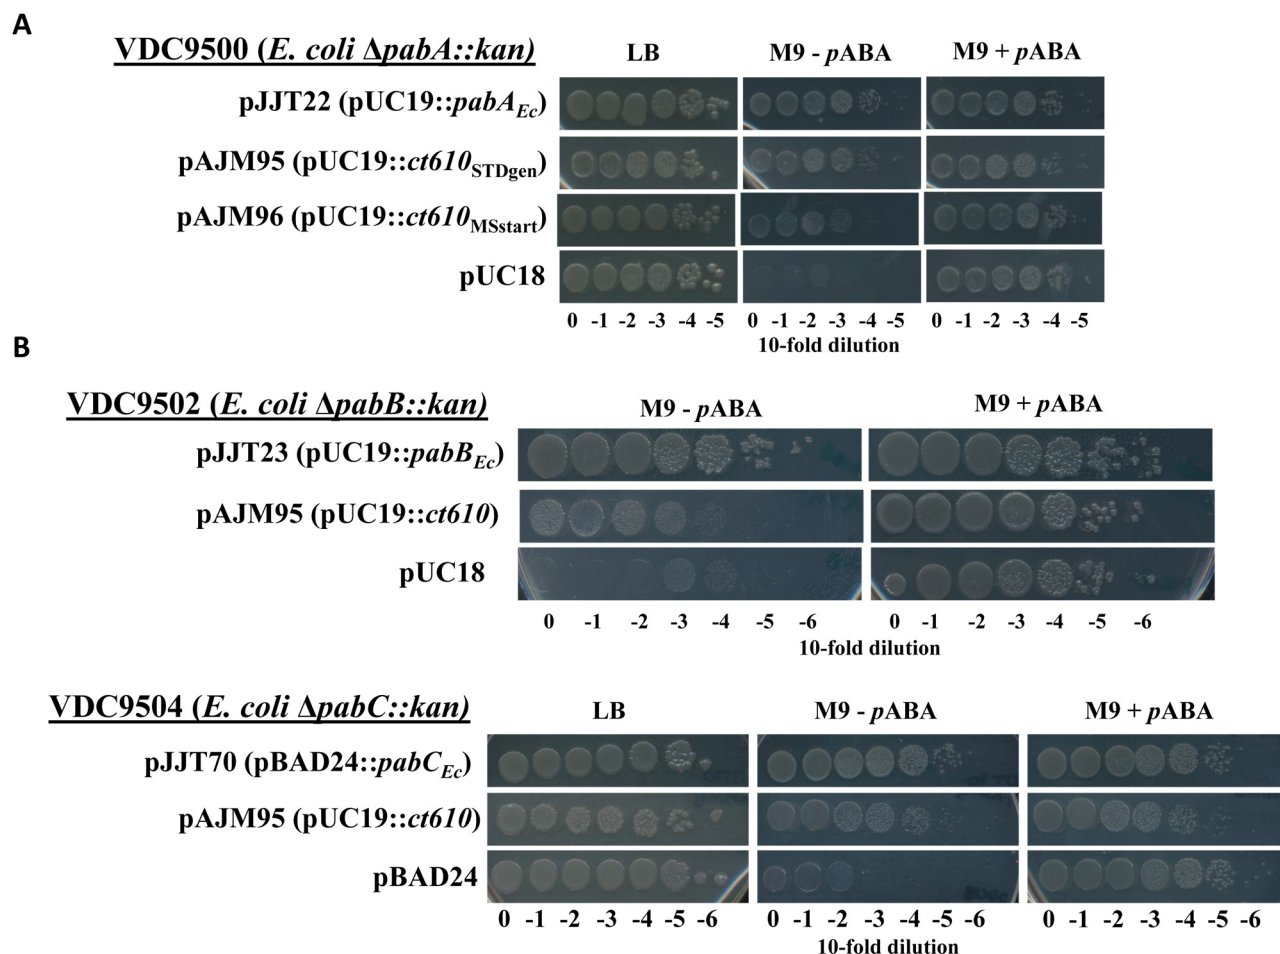 A
VDC9500 (E. coli ΔpabA::kan)
LB
M9 - pABA
M9 + pABA
pJJT22 (pUC19::pabAEc)
pAJM95 (pUC19::ct610STDgen)
pAJM96 (pUC19::ct610MSstart)
pUC18
0 -1 -2 -3 -4 -5
0 -1 -2 -3 -4 -5
0 -1 -2 -3 -4 -5
10-fold dilution
B
VDC9502 (E. coli ΔpabB::kan)
M9 - pABA
M9 + pABA
pJJT23 (pUC19::pabBEc)
pAJM95 (pUC19::ct610)
pUC18
0 -1 -2 -3 -4 -5 -6
0 -1 -2 -3 -4 -5 -6
10-fold dilution
VDC9504 (E. coli ΔpabC::kan)
LB
M9 - pABA
M9 + pABA
pJJT70 (pBAD24::pabCEc)
pAJM95 (pUC19::ct610)
pBAD24
0 -1 -2 -3 -4 -5 -6
0 -1 -2 -3 -4 -5 -6
0 -1 -2 -3 -4 -5 -6
10-fold dilution